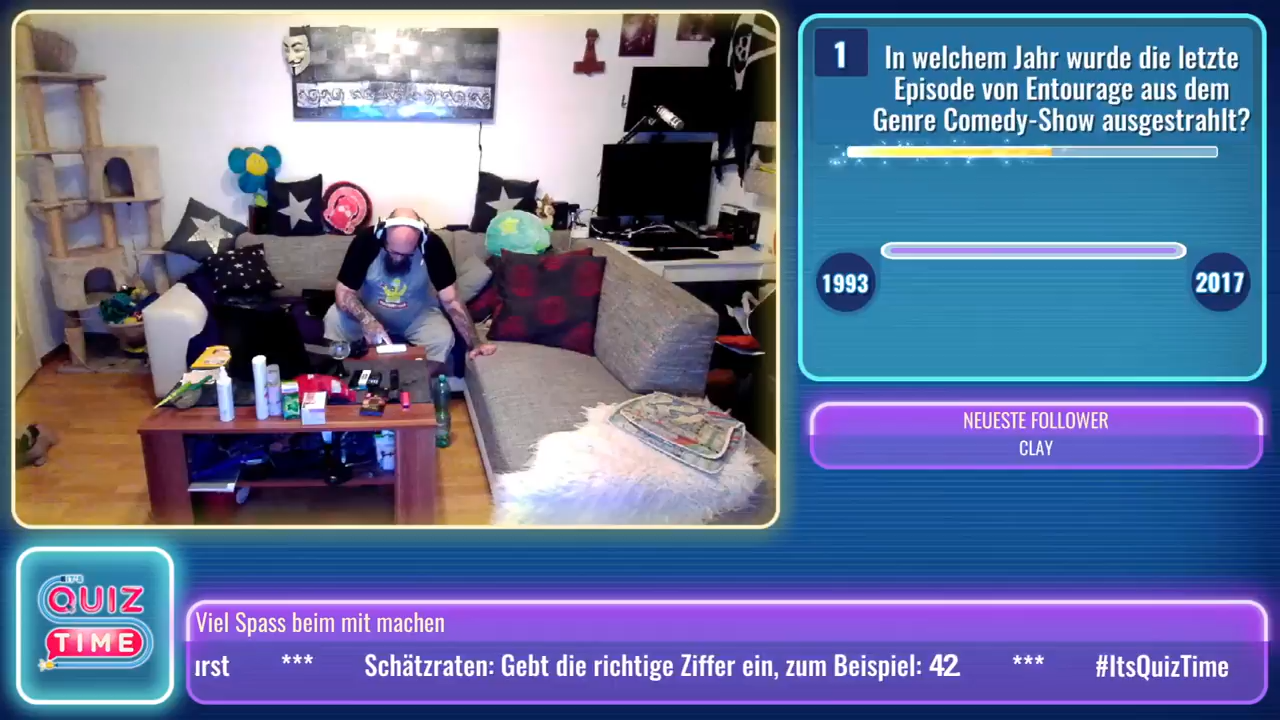 1
In welchem Jahr wurde die letzte
Episode von Entourage aus dem
Genre Comedy-Show ausgestrahlt?
1993
2017
NEUESTE FOLLOWER
CLAY
IT'S
QUIZ
TIME
Viel Spass beim mit machen
urst *** Schätzraten: Gebt die richtige Ziffer ein, zum Beispiel: 42 *** #ItsQuizTime